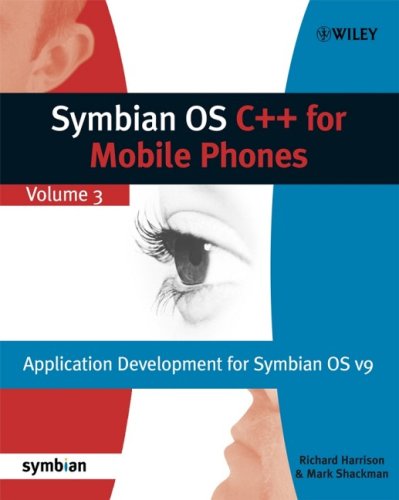 WILEY
Symbian OS C++ for
Mobile Phones
Volume 3
Application Development for Symbian OS v9
Richard Harrison
& Mark Shackman
symbian